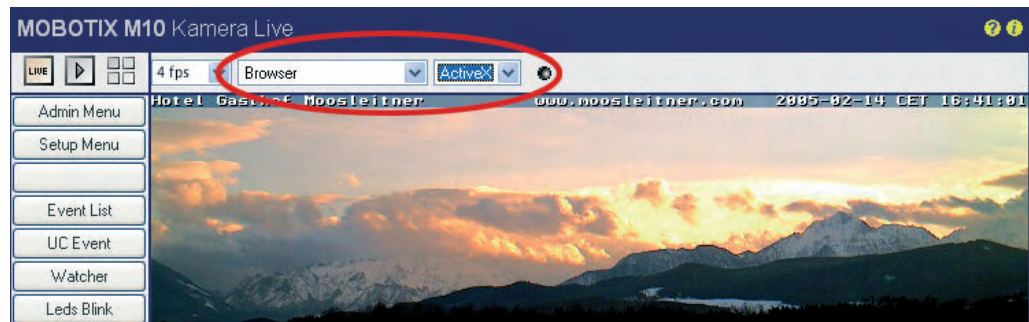 MOBOTIX M10 Kamera Live
? i
LIVE
4 fps Browser ActiveX
Hotel Gasthof Moosleitner www.moosleitner.com 2005-02-14 CET 16:41:01
Admin Menu
Setup Menu
Event List
UC Event
Watcher
Leds Blink